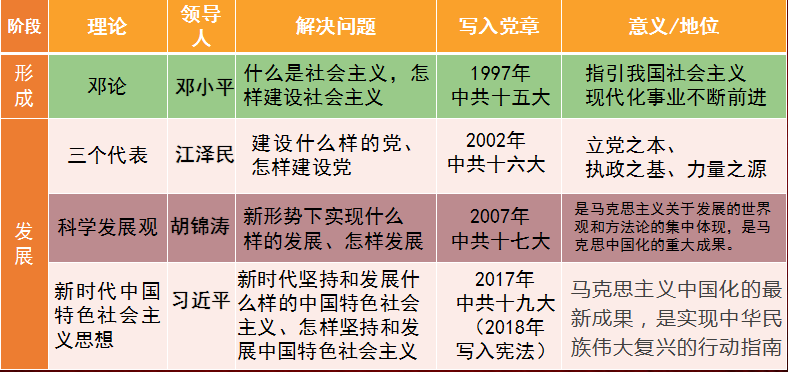 阶段
理论
领导
人
解决问题
写入党章
意义/地位
形
成
邓论
邓小平
什么是社会主义，怎
样建设社会主义
1997年
中共十五大
指引我国社会主义
现代化事业不断前进
发
展
三个代表
江泽民
建设什么样的党、
怎样建设党
2002年
中共十六大
立党之本、
执政之基、力量之源
科学发展观
胡锦涛
新形势下实现什么
样的发展、怎样发展
2007年
中共十七大
是马克思主义关于发展的世界
观和方法论的集中体现，是马
克思中国化的重大成果。
新时代中国
特色社会主
义思想
习近平
新时代坚持和发展什
么样的中国特色社会
主义、怎样坚持和发
展中国特色社会主义
2017年
中共十九大
（2018年
写入宪法）
马克思主义中国化的最
新成果，是实现中华民
族伟大复兴的行动指南